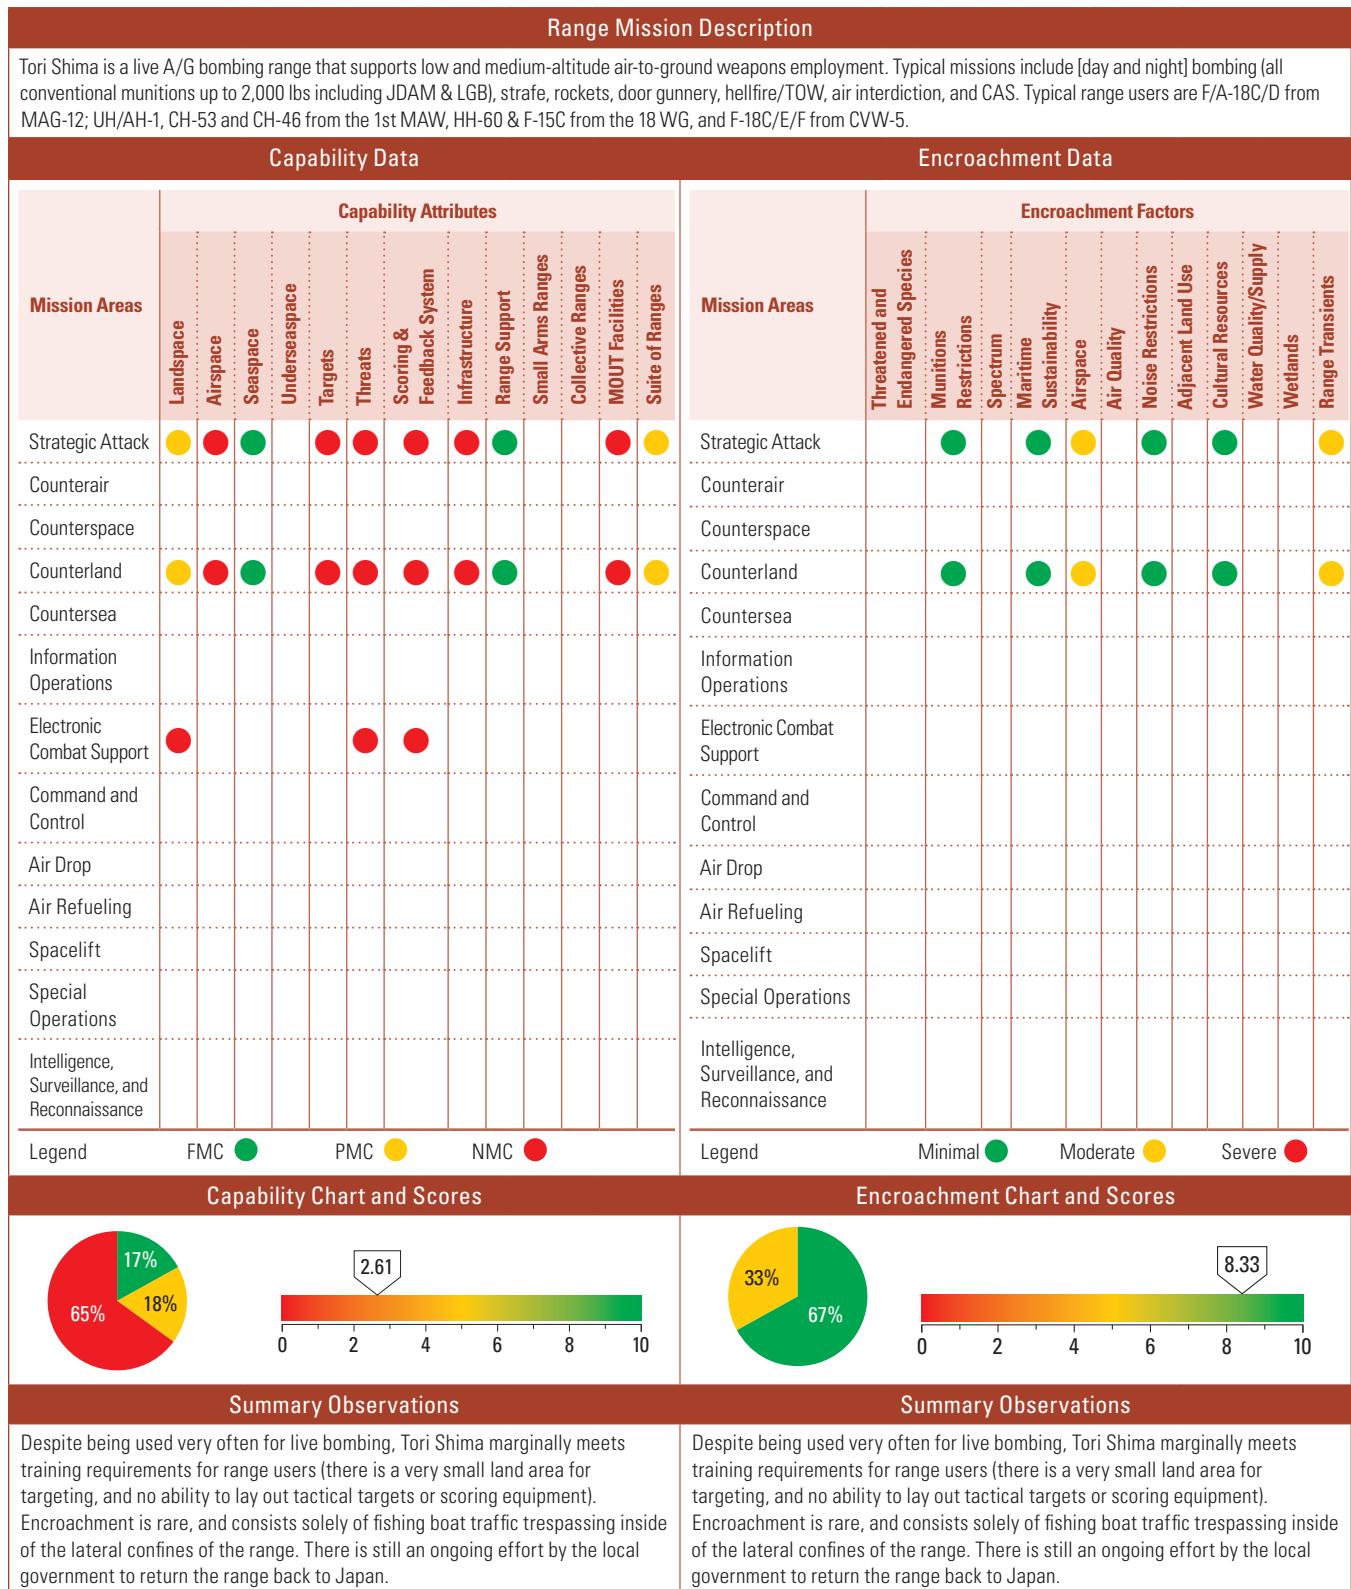 Range Mission Description
Tori Shima is a live A/G bombing range that supports low and medium-altitude air-to-ground weapons employment. Typical missions include [day and night] bombing (all
conventional munitions up to 2,000 lbs including JDAM & LGB), strafe, rockets, door gunnery, hellfire/TOW, air interdiction, and CAS. Typical range users are F/A-18C/D from
MAG-12; UH/AH-1, CH-53 and CH-46 from the 1st MAW, HH-60 & F-15C from the 18 WG, and F-18C/E/F from CVW-5.
Capability Data
Mission Areas
Capability Attributes
Landspace
Airspace
Seaspace
Underseaspace
Targets
Threats
Scoring &
Feedback System
Infrastructure
Range Support
Small Arms Ranges
Collective Ranges
MOUT Facilities
Suite of Ranges
Strategic Attack
Counterair
Counterspace
Counterland
Countersea
Information
Operations
Electronic
Combat Support
Command and
Control
Air Drop
Air Refueling
Spacelift
Special
Operations
Intelligence,
Surveillance, and
Reconnaissance
Legend FMC PMC NMC
Encroachment Data
Mission Areas
Encroachment Factors
Threatened and
Endangered Species
Munitions
Restrictions
Spectrum
Maritime
Sustainability
Airspace
Air Quality
Noise Restrictions
Adjacent Land Use
Cultural Resources
Water Quality/Supply
Wetlands
Range Transients
Strategic Attack
Counterair
Counterspace
Counterland
Countersea
Information
Operations
Electronic Combat
Support
Command and
Control
Air Drop
Air Refueling
Spacelift
Special Operations
Intelligence,
Surveillance, and
Reconnaissance
Legend Minimal Moderate Severe
Capability Chart and Scores
17%
18%
65%
2.61
0 2 4 6 8 10
Encroachment Chart and Scores
33%
67%
8.33
0 2 4 6 8 10
Summary Observations
Despite being used very often for live bombing, Tori Shima marginally meets
training requirements for range users (there is a very small land area for
targeting, and no ability to lay out tactical targets or scoring equipment).
Encroachment is rare, and consists solely of fishing boat traffic trespassing inside
of the lateral confines of the range. There is still an ongoing effort by the local
government to return the range back to Japan.
Summary Observations
Despite being used very often for live bombing, Tori Shima marginally meets
training requirements for range users (there is a very small land area for
targeting, and no ability to lay out tactical targets or scoring equipment).
Encroachment is rare, and consists solely of fishing boat traffic trespassing inside
of the lateral confines of the range. There is still an ongoing effort by the local
government to return the range back to Japan.